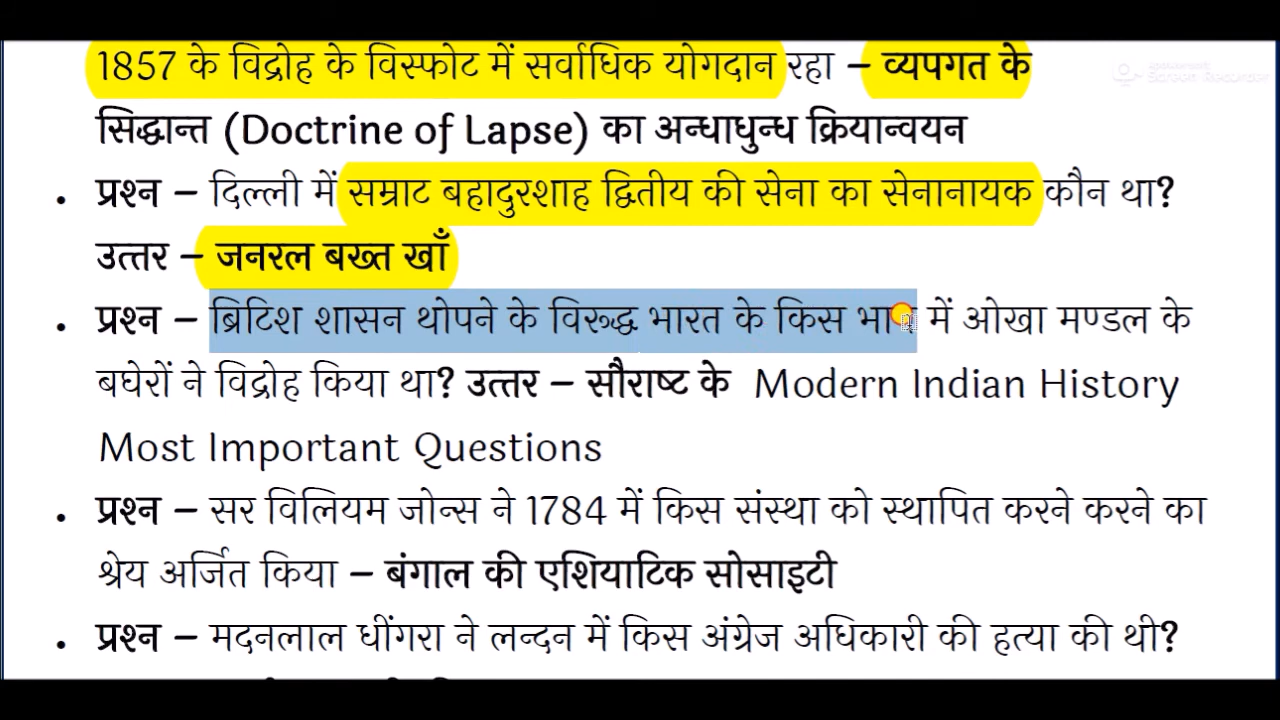 1857 के विद्रोह के विस्फोट में सर्वाधिक योगदान रहा – व्यपगत के
सिद्धान्त (Doctrine of Lapse) का अन्धाधुन्ध क्रियान्वयन
• प्रश्न – दिल्ली में सम्राट बहादुरशाह द्वितीय की सेना का सेनानायक कौन था?
उत्तर – जनरल बख्त खाँ
• प्रश्न – ब्रिटिश शासन थोपने के विरूद्ध भारत के किस भाग में ओखा मण्डल के
बघेरों ने विद्रोह किया था? उत्तर – सौराष्ट के Modern Indian History
Most Important Questions
• प्रश्न – सर विलियम जोन्स ने 1784 में किस संस्था को स्थापित करने करने का
श्रेय अर्जित किया – बंगाल की एशियाटिक सोसाइटी
• प्रश्न – मदनलाल धींगरा ने लन्दन में किस अंग्रेज अधिकारी की हत्या की थी?
Screen Recorder